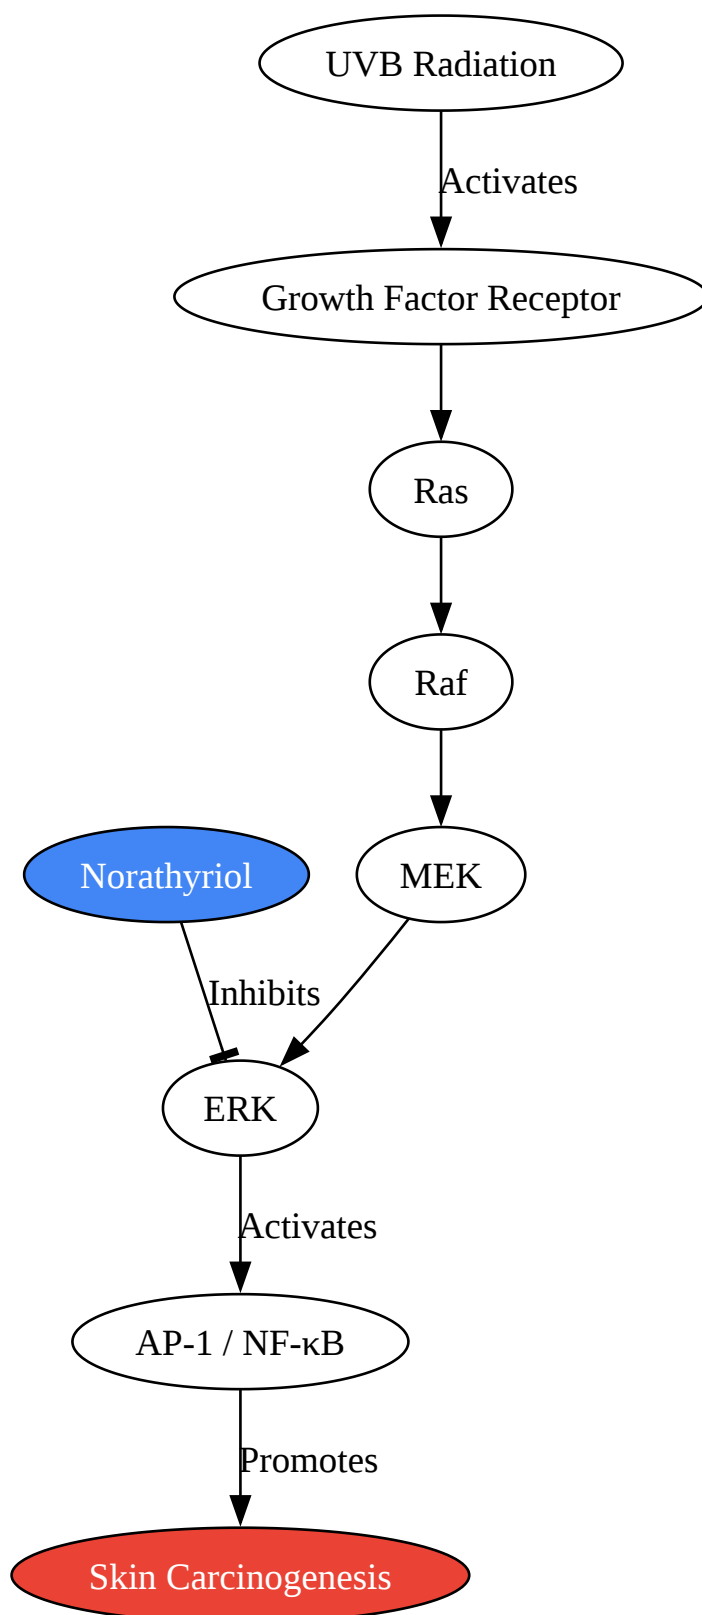 UVB Radiation
Activates
Growth Factor Receptor
Ras
Raf
Norathyriol
MEK
Inhibits
ERK
Activates
AP-1 / NF-κB
Promotes
Skin Carcinogenesis